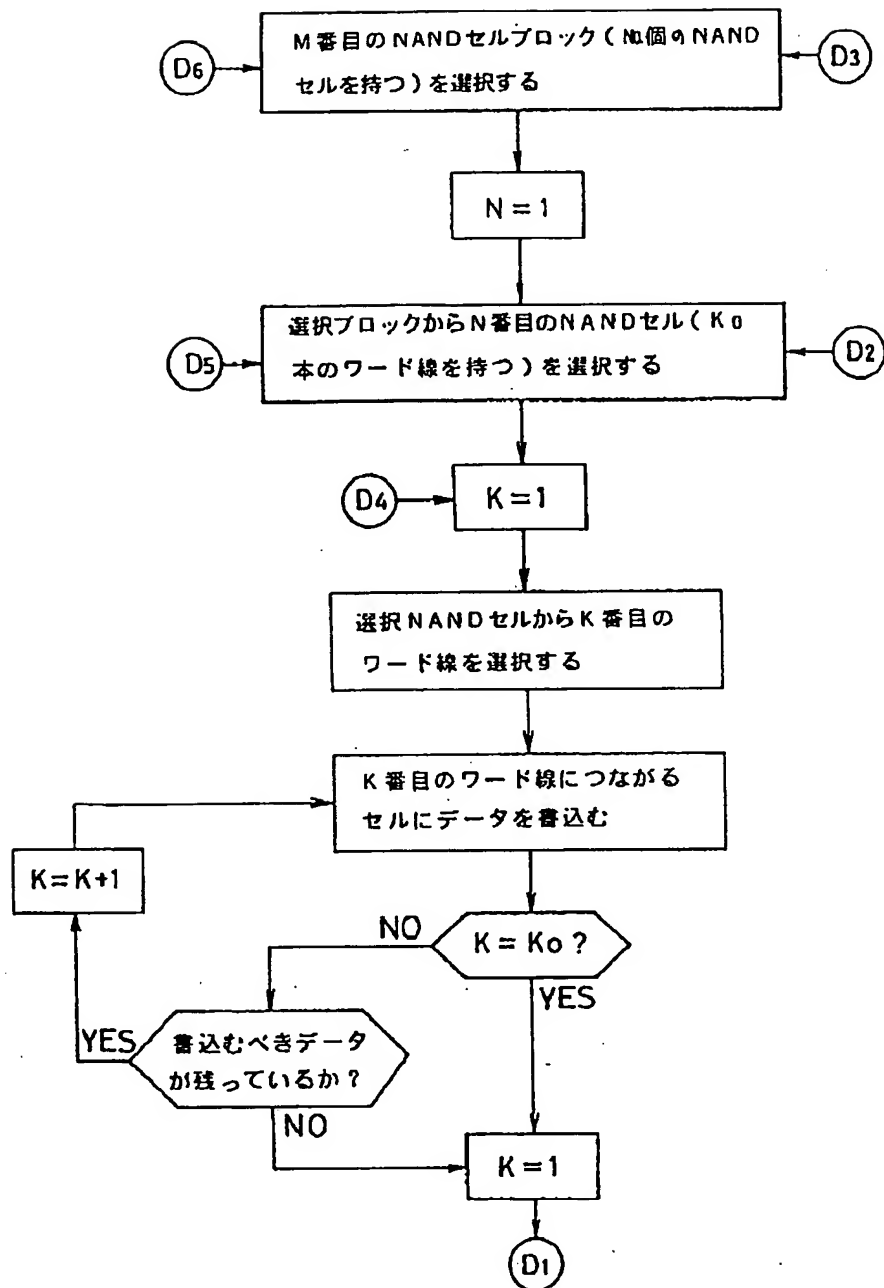 M番目のNANDセルブロック(No個のNAND
セルを持つ)を選択する
D6
D3
N=1
選択ブロックからN番目のNANDセル(Ko
本のワード線を持つ)を選択する
D5
D2
D4
K=1
選択NANDセルからK番目の
ワード線を選択する
K番目のワード線につながる
セルにデータを書込む
K=K+1
NO
K=Ko?
YES
YES
書込むべきデータ
が残っているか?
NO
K=1
D1